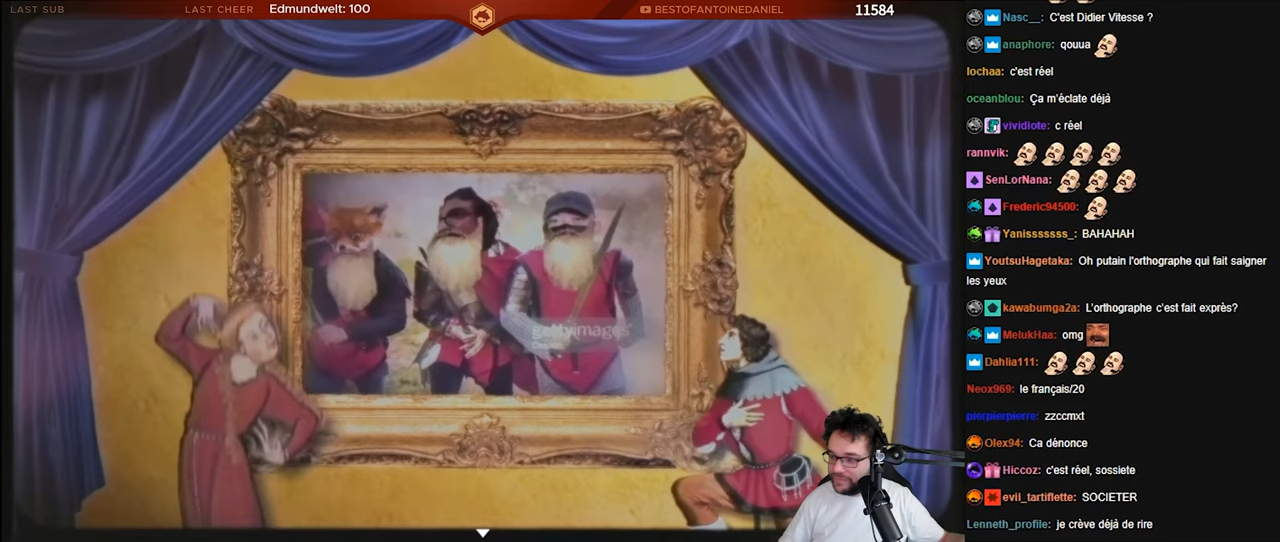 LAST SUB
LAST CHEER Edmundwelt: 100
BESTOFANTOINEDANIEL
11584
gettyimages
Nasc__: C'est Didier Vitesse ?
anaphore: qouua
lochaa: c'est réel
oceanblou: Ça m'éclate déjà
vividiote: c réel
rannvik:
SenLorNana:
Frederic94500:
Yanisssssss_: BAHAHAH
YoutsuHagetaka: Oh putain l'orthographe qui fait saigner
les yeux
kawabumga2a: L'orthographe c'est fait exprès?
MelukHaa: omg
Dahlia111:
Neox969: le français/20
pierpierpierre: zzccmxt
Olex94: Ca dénonce
Hiccoz: c'est réel, sossiete
evil_tartiflette: SOCIETER
Lenneth_profile: je crève déjà de rire